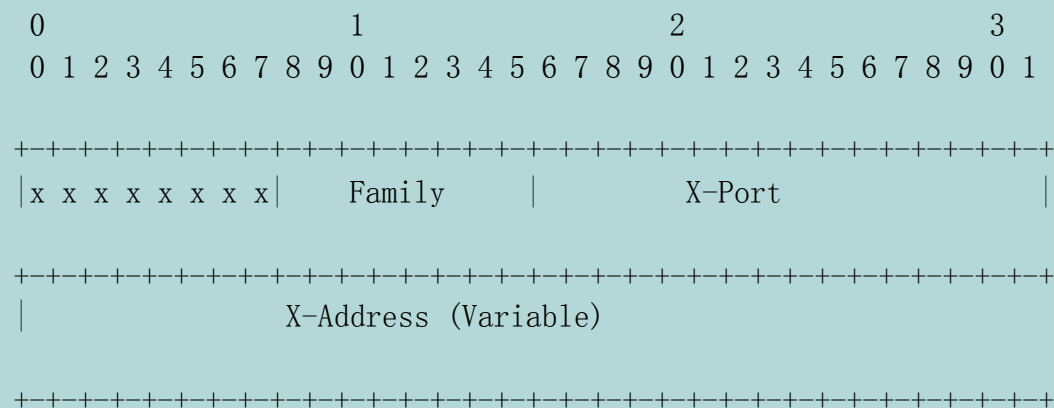 0                   1                   2                   3
0 1 2 3 4 5 6 7 8 9 0 1 2 3 4 5 6 7 8 9 0 1 2 3 4 5 6 7 8 9 0 1
+-+-+-+-+-+-+-+-+-+-+-+-+-+-+-+-+-+-+-+-+-+-+-+-+-+-+-+-+-+-+-+-+
|x x x x x x x x|    Family     |         X-Port                |
+-+-+-+-+-+-+-+-+-+-+-+-+-+-+-+-+-+-+-+-+-+-+-+-+-+-+-+-+-+-+-+-+
|                X-Address (Variable)
+-+-+-+-+-+-+-+-+-+-+-+-+-+-+-+-+-+-+-+-+-+-+-+-+-+-+-+-+-+-+-+-+